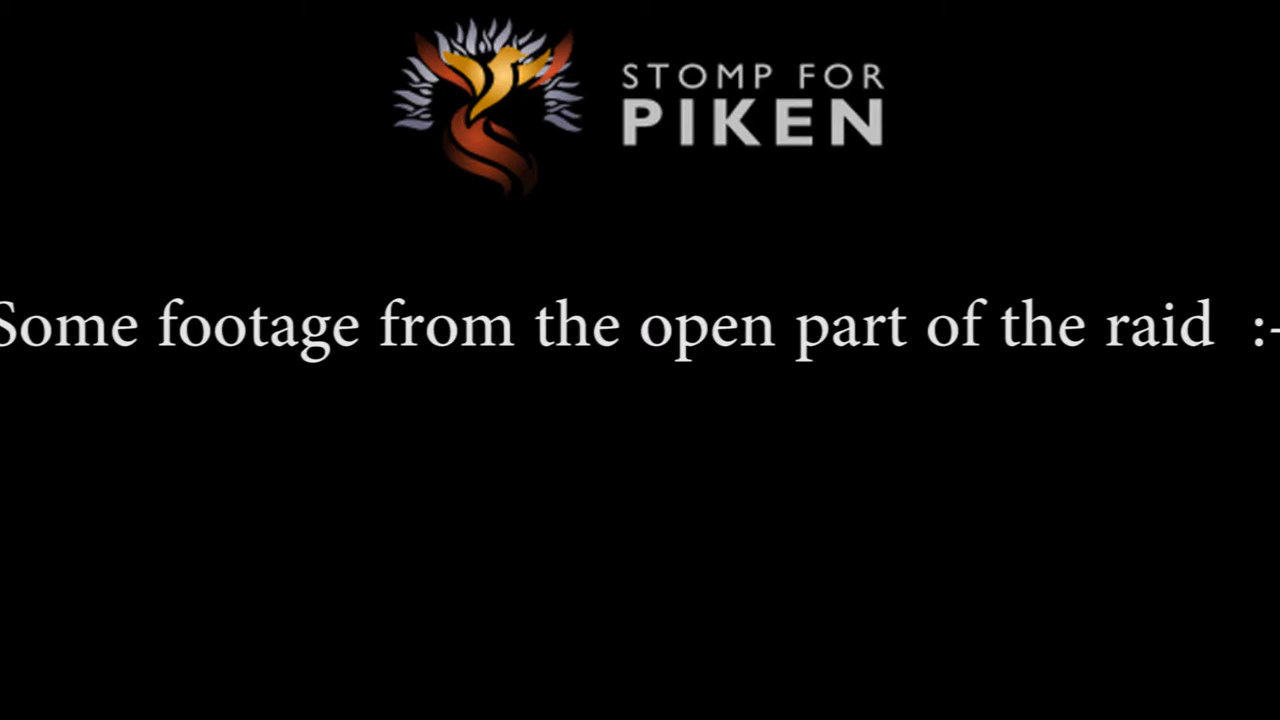 STOMP FOR
PIKEN
Some footage from the open part of the raid :-